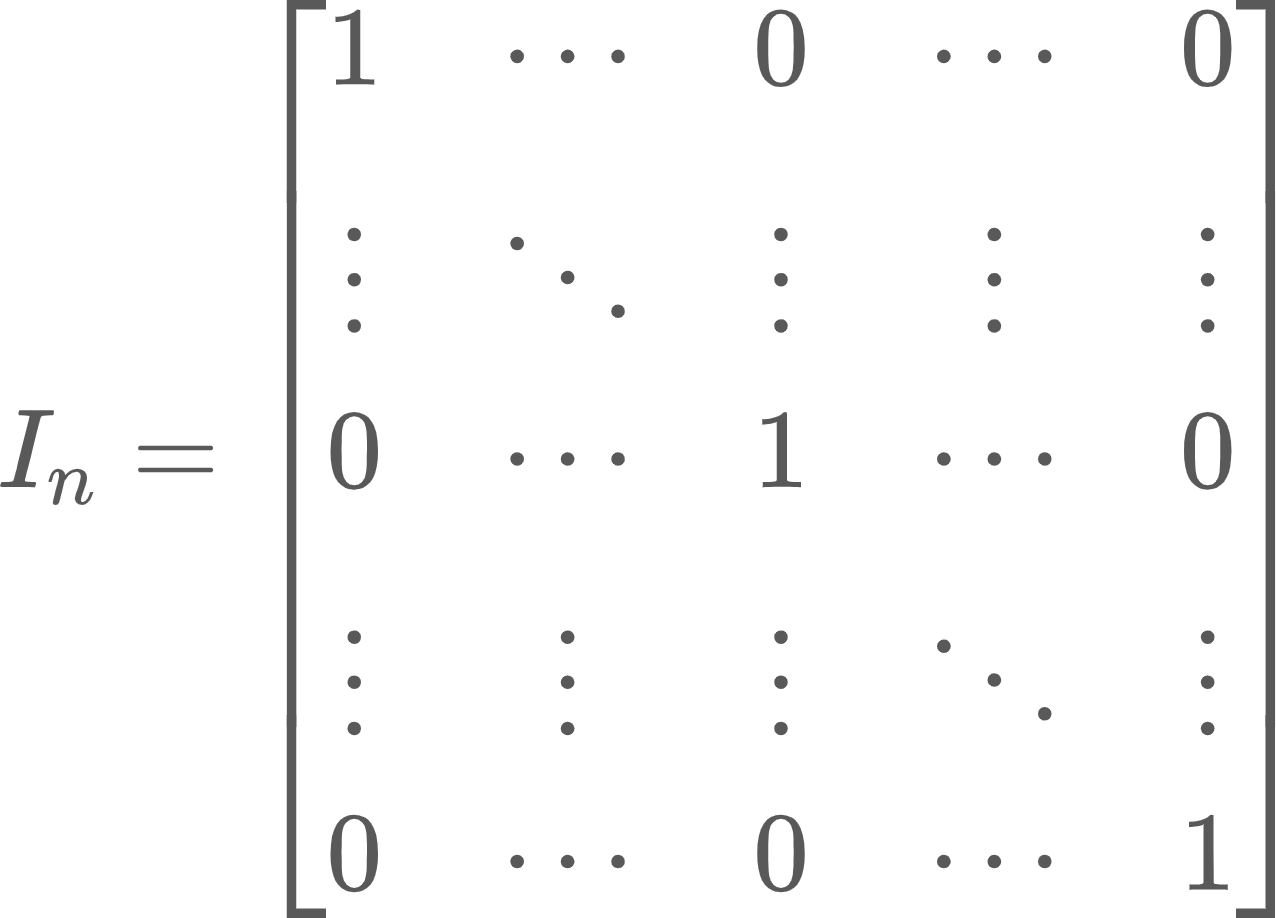 1 ⋯ 0 ⋯ 0
⋮ ⋱ ⋮ ⋮ ⋮
I_n = 0 ⋯ 1 ⋯ 0
⋮ ⋮ ⋮ ⋱ ⋮
0 ⋯ 0 ⋯ 1